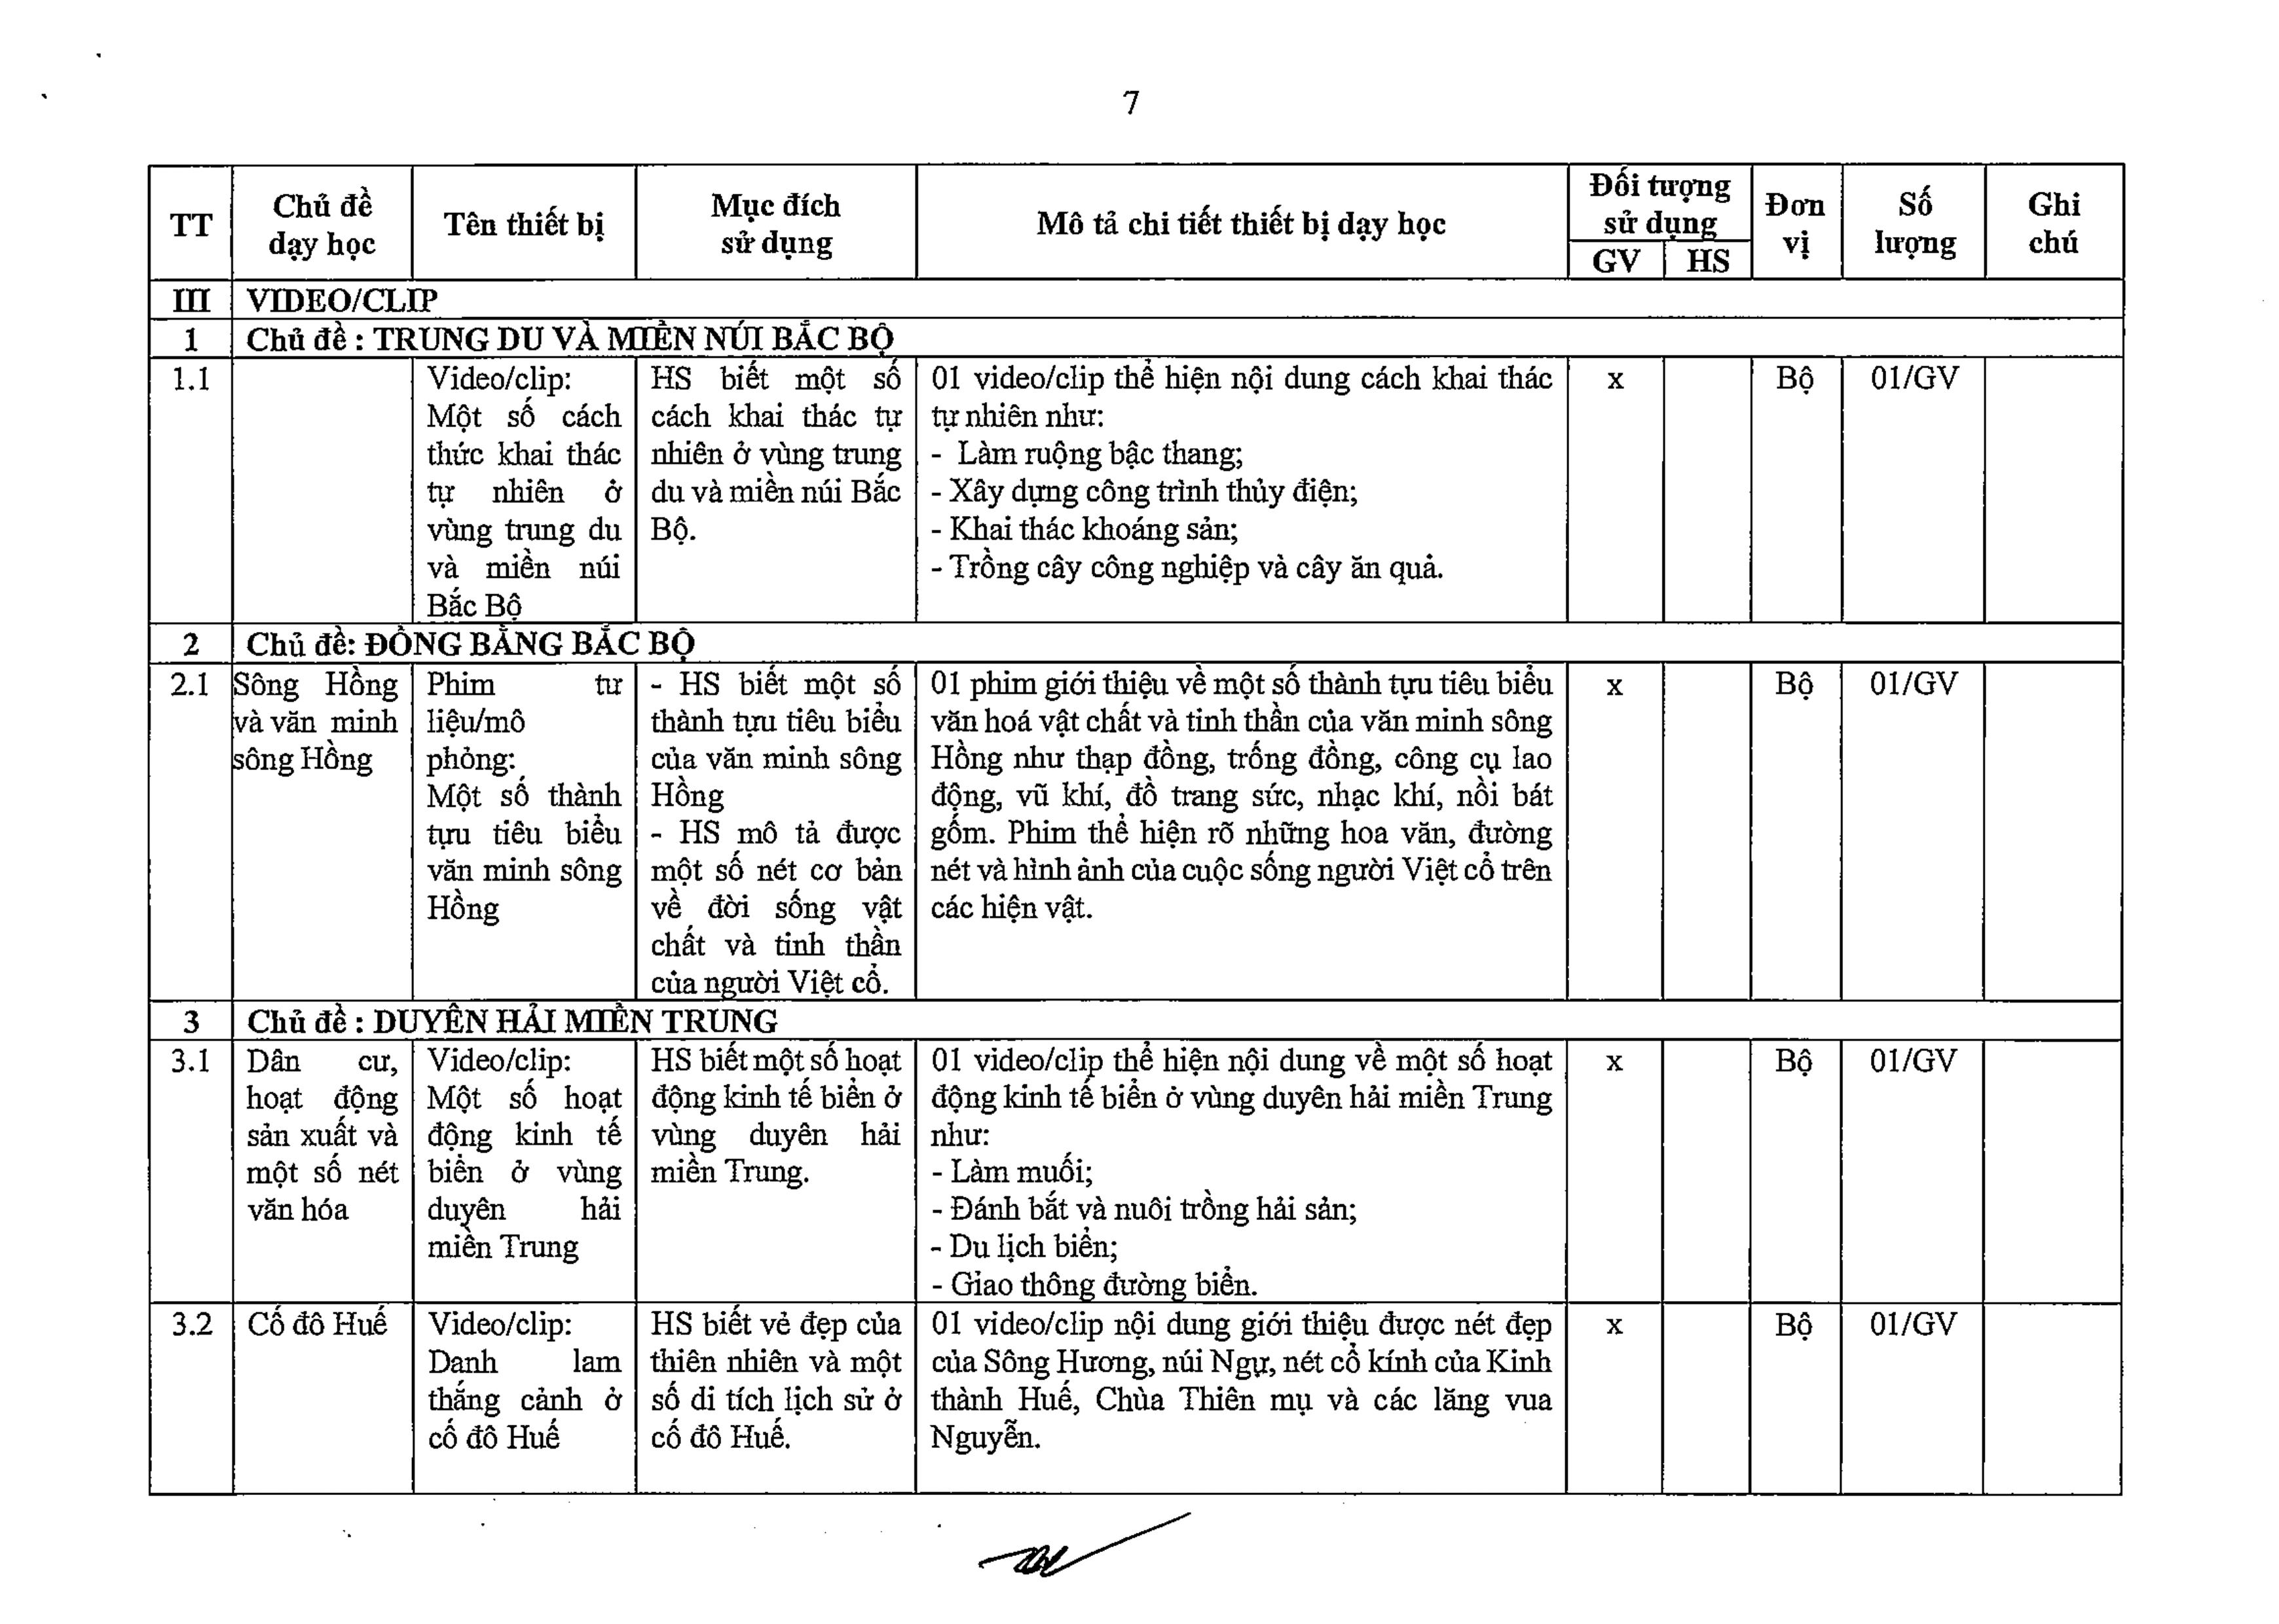 7
TT
Chủ đề
dạy học
Tên thiết bị
Mục đích
sử dụng
Mô tả chi tiết thiết bị dạy học
Đối tượng
sử dụng
GV
HS
Đơn
vị
Số
lượng
Ghi
chú
III
VIDEO/CLIP
1
Chủ đề : TRUNG DU VÀ MIỀN NÚI BẮC BỘ
1.1
Video/clip:
Một số cách
thức khai thác
tự nhiên ở
vùng trung du
và miền núi
Bắc Bộ
HS biết một số
cách khai thác tự
nhiên ở vùng trung
du và miền núi Bắc
Bộ.
01 video/clip thể hiện nội dung cách khai thác
tự nhiên như:
- Làm ruộng bậc thang;
- Xây dựng công trình thủy điện;
- Khai thác khoáng sản;
- Trồng cây công nghiệp và cây ăn quả.
x
Bộ
01/GV
2
Chủ đề: ĐỒNG BẰNG BẮC BỘ
2.1
Sông Hồng
và văn minh
sông Hồng
Phim tư
liệu/mô
phỏng:
Một số thành
tựu tiêu biểu
văn minh sông
Hồng
- HS biết một số
thành tựu tiêu biểu
của văn minh sông
Hồng
- HS mô tả được
một số nét cơ bản
về đời sống vật
chất và tinh thần
của người Việt cổ.
01 phim giới thiệu về một số thành tựu tiêu biểu
văn hoá vật chất và tinh thần của văn minh sông
Hồng như thạp đồng, trống đồng, công cụ lao
động, vũ khí, đồ trang sức, nhạc khí, nồi bát
gốm. Phim thể hiện rõ những hoa văn, đường
nét và hình ảnh của cuộc sống người Việt cổ trên
các hiện vật.
x
Bộ
01/GV
3
Chủ đề : DUYÊN HẢI MIỀN TRUNG
3.1
Dân cư,
hoạt động
sản xuất và
một số nét
văn hóa
Video/clip:
Một số hoạt
động kinh tế
biển ở vùng
duyên hải
miền Trung
HS biết một số hoạt
động kinh tế biển ở
vùng duyên hải
miền Trung.
01 video/clip thể hiện nội dung về một số hoạt
động kinh tế biển ở vùng duyên hải miền Trung
như:
- Làm muối;
- Đánh bắt và nuôi trồng hải sản;
- Du lịch biển;
- Giao thông đường biển.
x
Bộ
01/GV
3.2
Cố đô Huế
Video/clip:
Danh lam
thắng cảnh ở
cố đô Huế
HS biết vẻ đẹp của
thiên nhiên và một
số di tích lịch sử ở
cố đô Huế.
01 video/clip nội dung giới thiệu được nét đẹp
của Sông Hương, núi Ngự, nét cổ kính của Kinh
thành Huế, Chùa Thiên mụ và các lăng vua
Nguyễn.
x
Bộ
01/GV